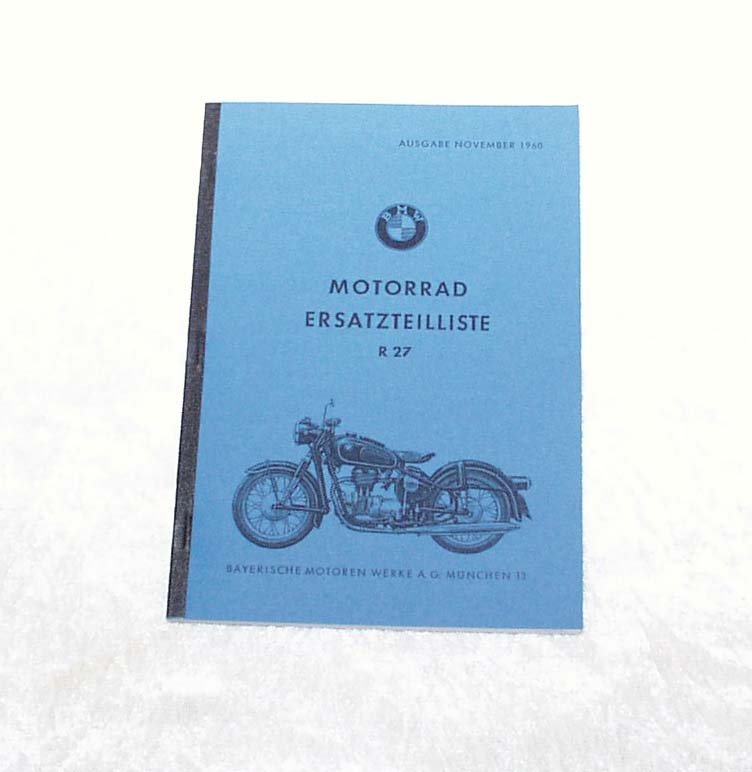 AUSGABE NOVEMBER 1960
BMW
MOTORRAD
ERSATZTEILLISTE
R 27
BAYERISCHE MOTOREN WERKE A.G. MÜNCHEN 13